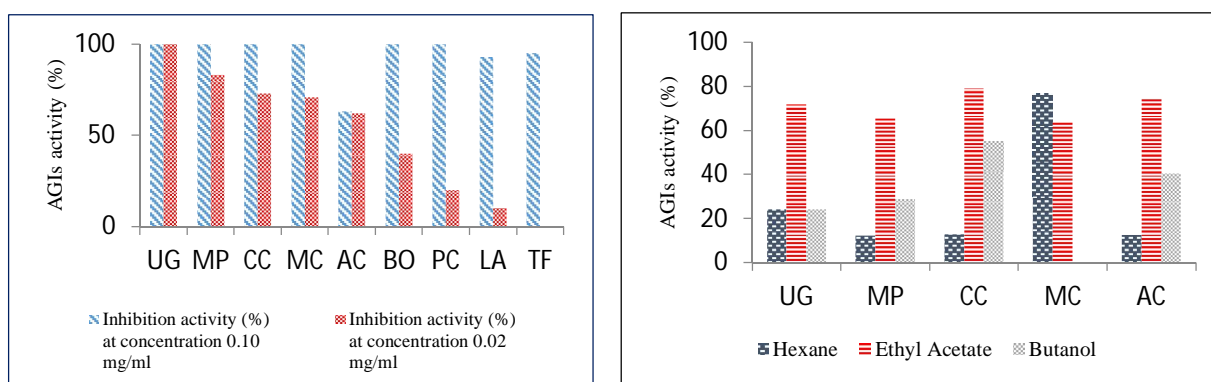 AGIs activity (%)
100
50
0
UG MP CC MC AC BO PC LA TF
Inhibition activity (%)
at concentration 0.10
mg/ml
Inhibition activity (%)
at concentration 0.02
mg/ml
AGIs activity (%)
100
80
60
40
20
0
UG MP CC MC AC
Hexane Ethyl Acetate Butanol